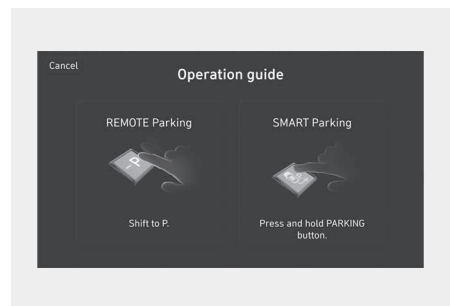 Cancel
Operation guide
REMOTE Parking
P
Shift to P.
SMART Parking
Press and hold PARKING
button.